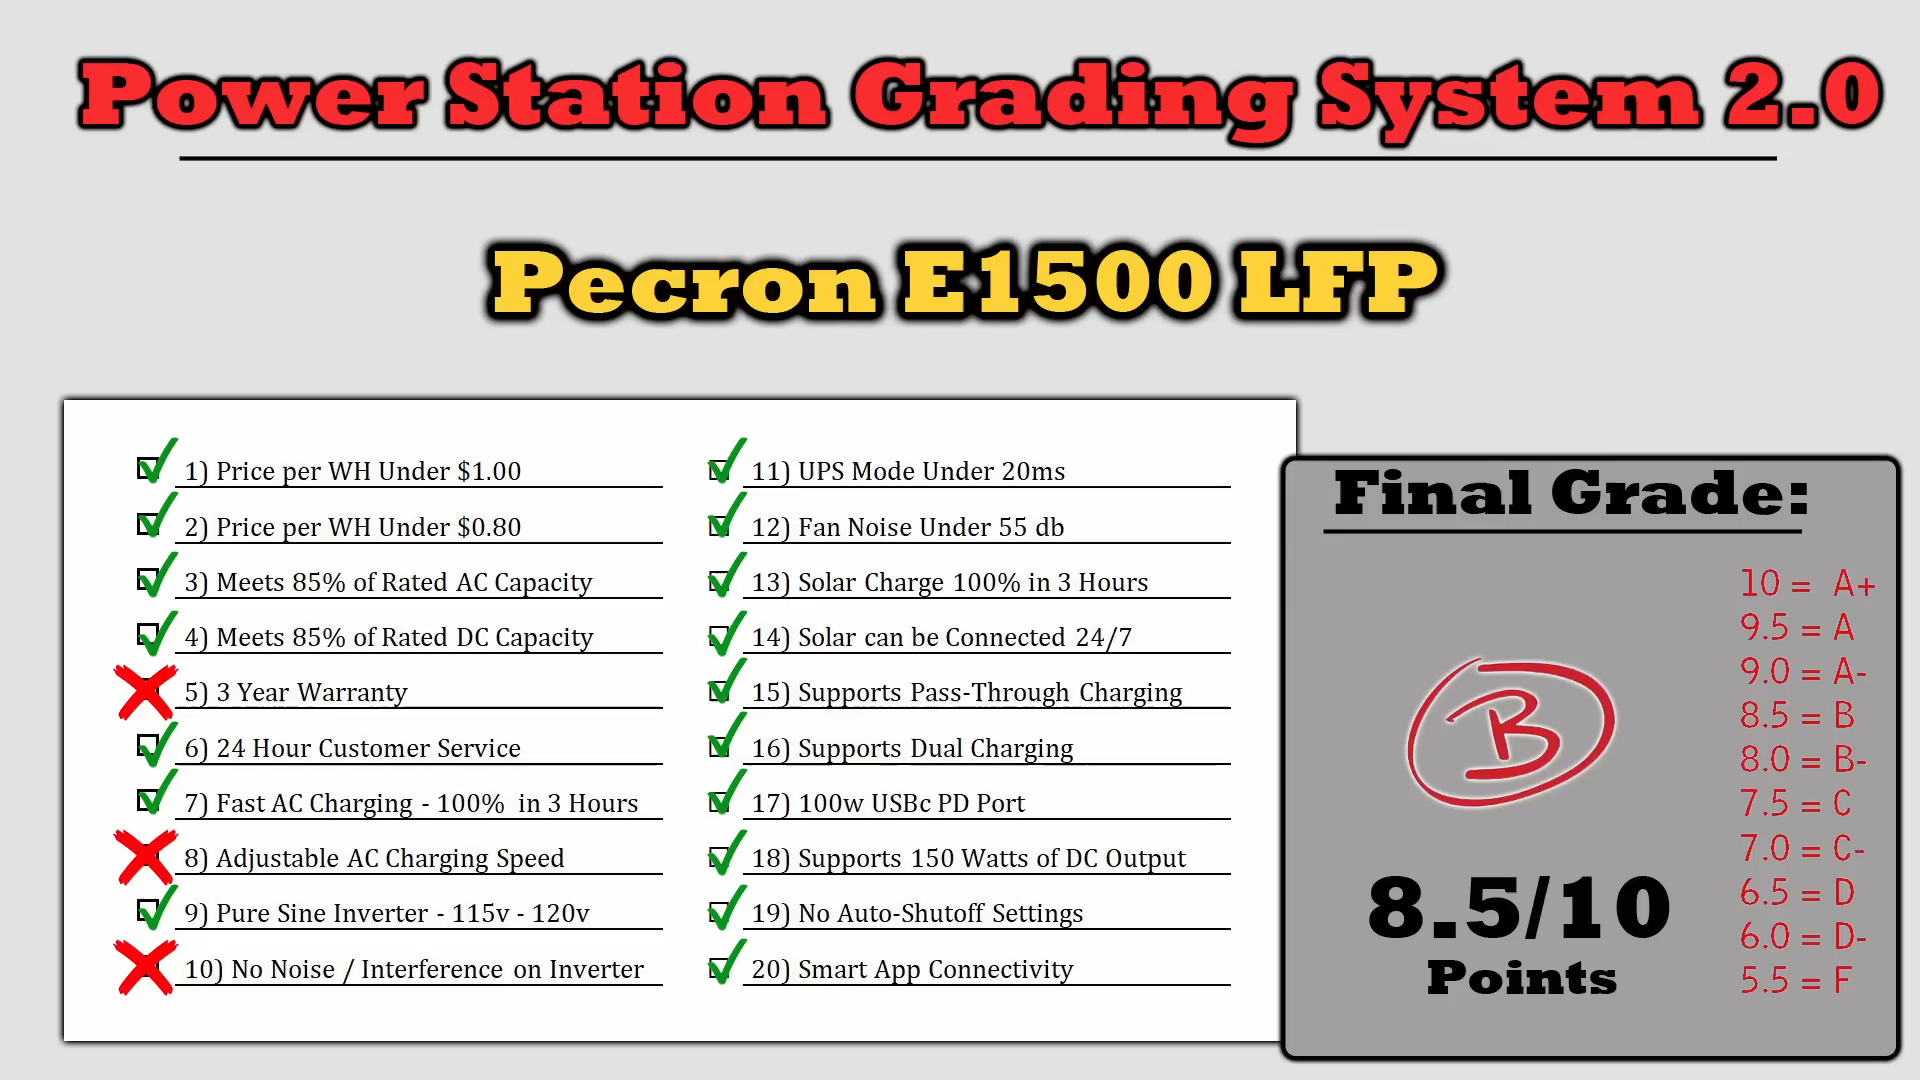 Power Station Grading System 2.0
Pecron E1500 LFP
1) Price per WH Under $1.00
2) Price per WH Under $0.80
3) Meets 85% of Rated AC Capacity
4) Meets 85% of Rated DC Capacity
5) 3 Year Warranty
6) 24 Hour Customer Service
7) Fast AC Charging - 100%  in 3 Hours
8) Adjustable AC Charging Speed
9) Pure Sine Inverter - 115v - 120v
10) No Noise / Interference on Inverter
11) UPS Mode Under 20ms
12) Fan Noise Under 55 db
13) Solar Charge 100% in 3 Hours
14) Solar can be Connected 24/7
15) Supports Pass-Through Charging
16) Supports Dual Charging
17) 100w USBc PD Port
18) Supports 150 Watts of DC Output
19) No Auto-Shutoff Settings
20) Smart App Connectivity
Final Grade:
B
8.5/10
Points
10 = A+
9.5 = A
9.0 = A-
8.5 = B
8.0 = B-
7.5 = C
7.0 = C-
6.5 = D
6.0 = D-
5.5 = F